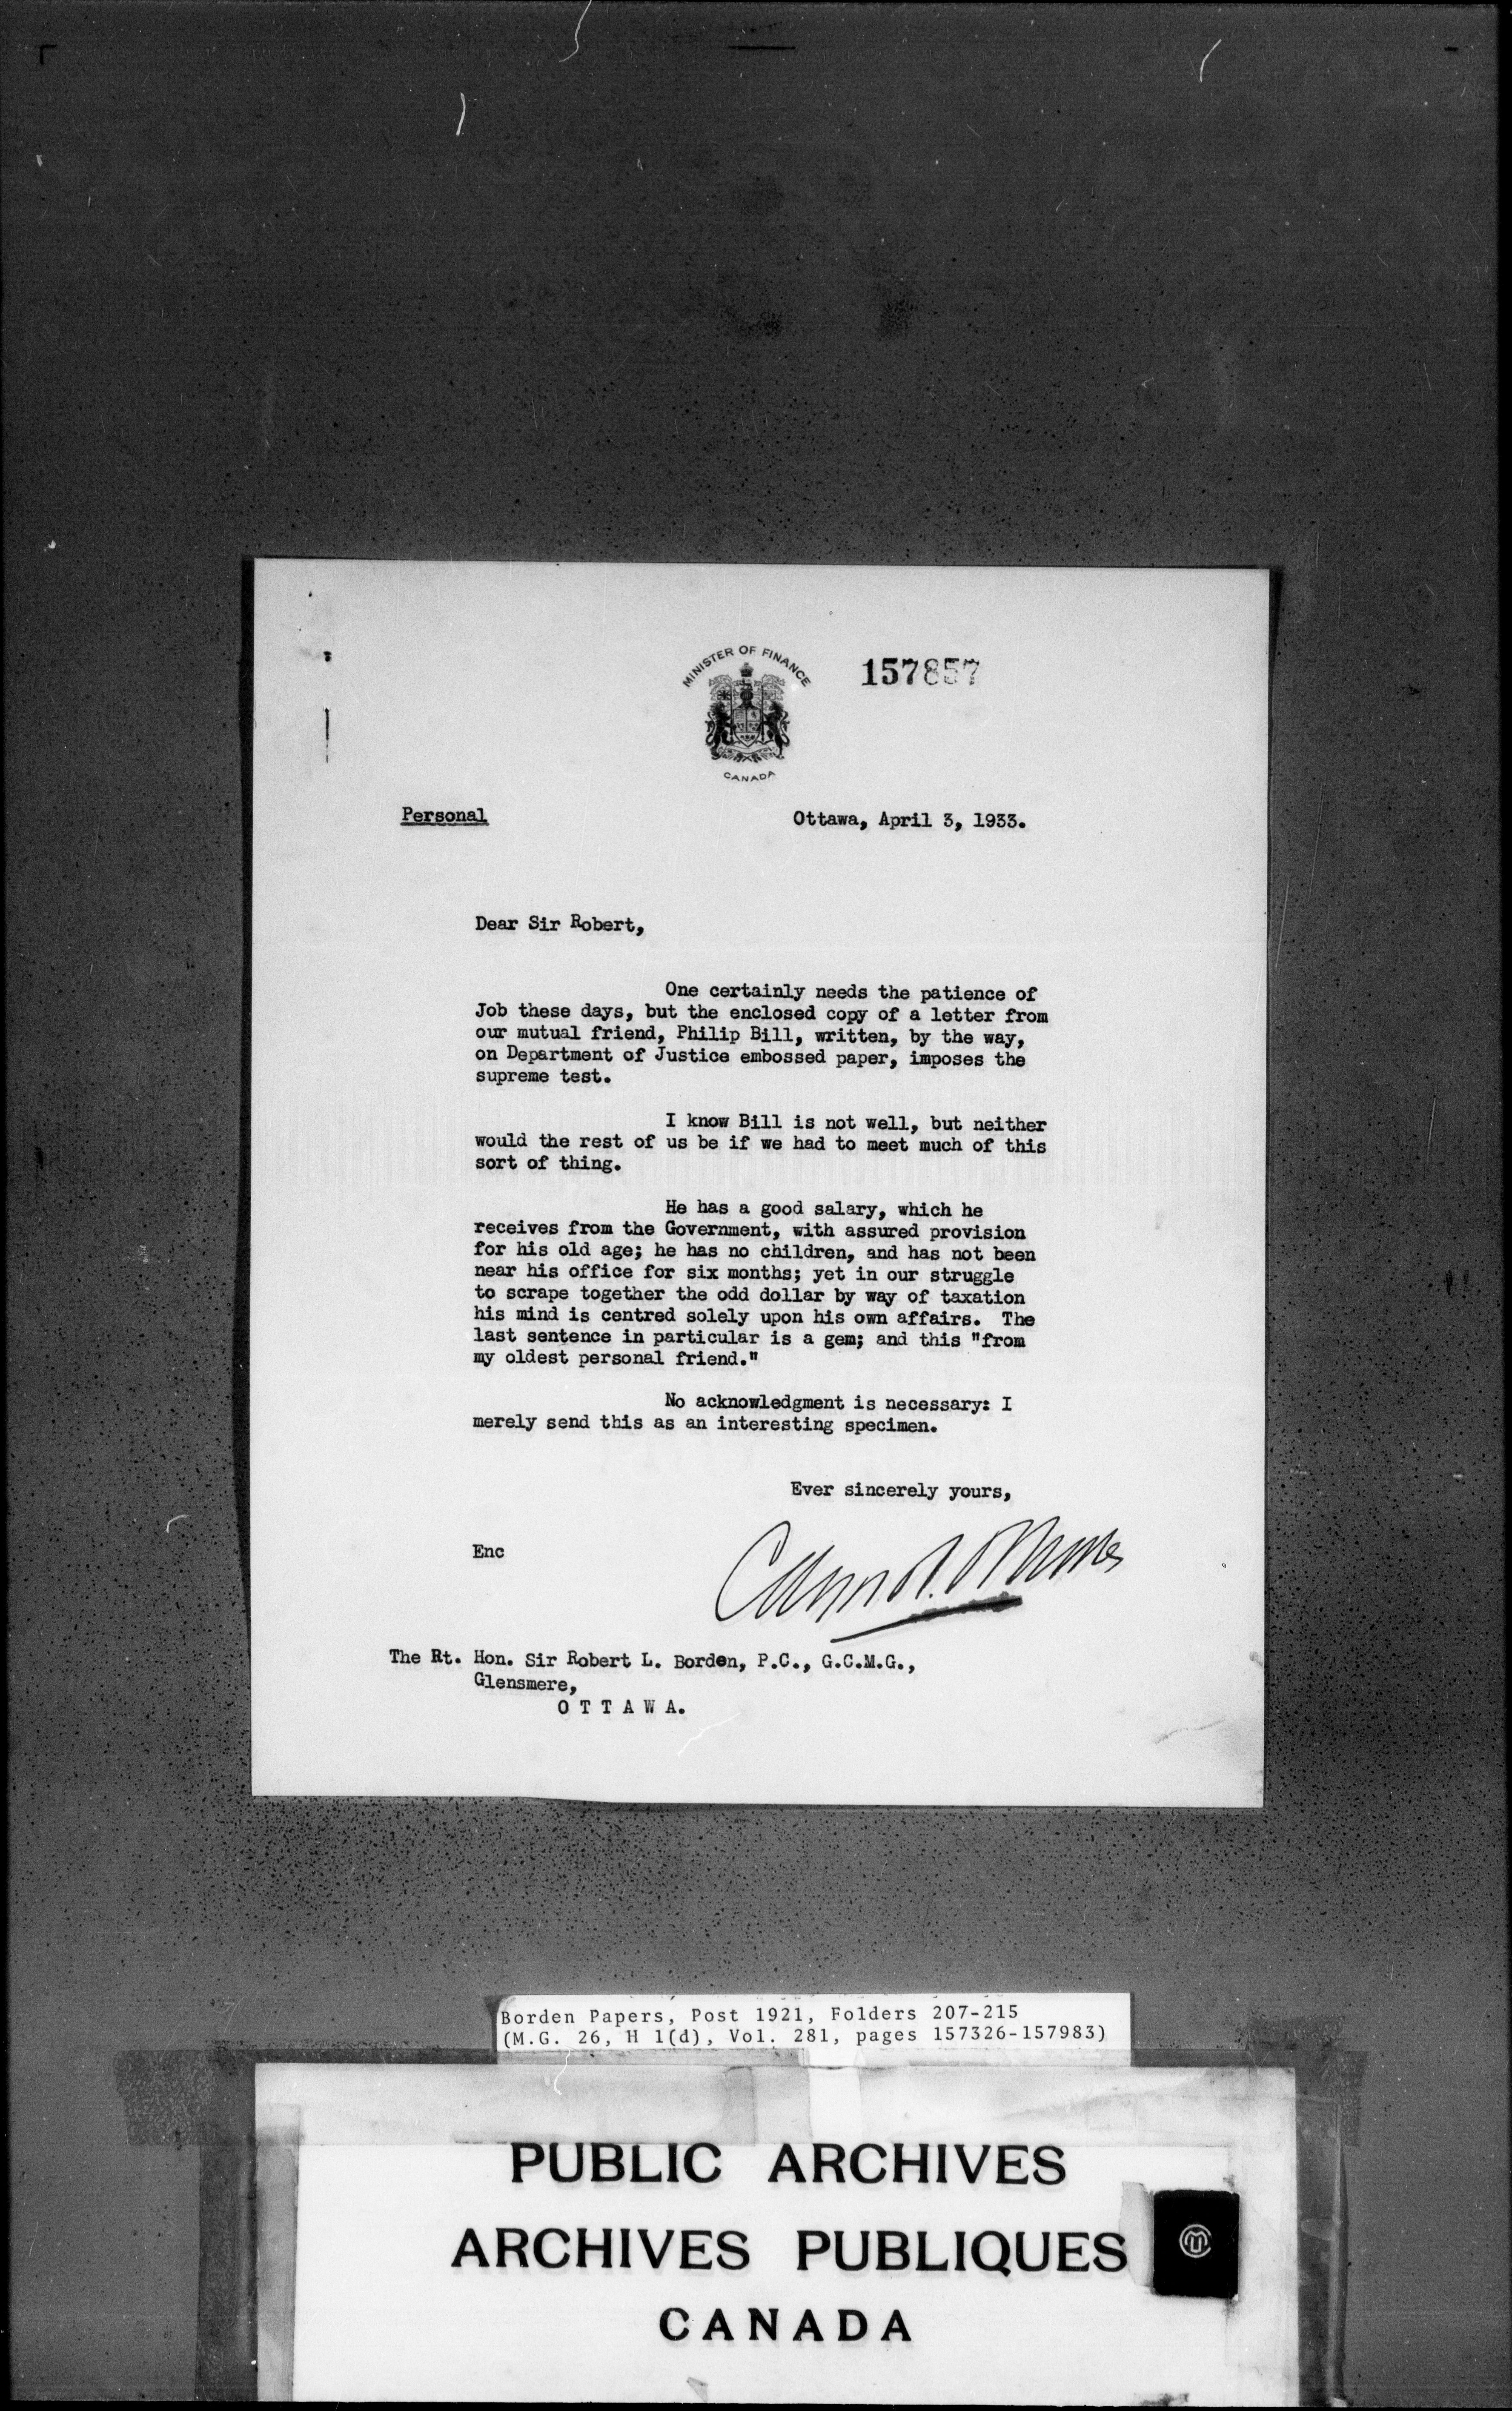 MINISTER OF FINANCE
CANADA
157857
Personal
Ottawa, April 3, 1933.
Dear Sir Robert,
One certainly needs the patience of
Job these days, but the enclosed copy of a letter from
our mutual friend, Philip Bill, written, by the way,
on Department of Justice embossed paper, imposes the
supreme test.
I know Bill is not well, but neither
would the rest of us be if we had to meet much of this
sort of thing.
He has a good salary, which he
receives from the Government, with assured provision
for his old age; he has no children, and has not been
near his office for six months; yet in our struggle
to scrape together the odd dollar by way of taxation
his mind is centred solely upon his own affairs. The
last sentence in particular is a gem; and this "from
my oldest personal friend."
No acknowledgment is necessary: I
merely send this as an interesting specimen.
Ever sincerely yours,
Enc
The Rt. Hon. Sir Robert L. Borden, P.C., G.C.M.G.,
Glensmere,
O T T A W A.
Borden Papers, Post 1921, Folders 207-215
(M.G. 26, H 1(d), Vol. 281, pages 157326-157983)
PUBLIC ARCHIVES
ARCHIVES PUBLIQUES
CANADA